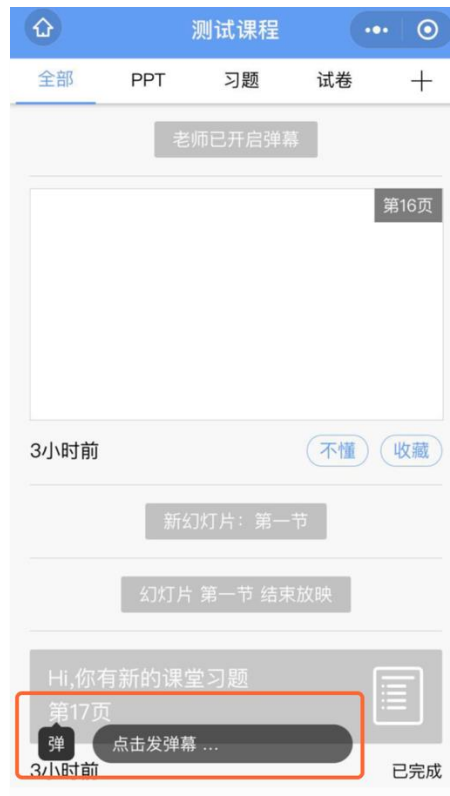 测试课程
全部 PPT 习题 试卷
老师已开启弹幕
第16页
3小时前 不懂 收藏
新幻灯片：第一节
幻灯片 第一节 结束放映
Hi,你有新的课堂习题
第17页
弹 点击发弹幕 ...
3小时前 已完成